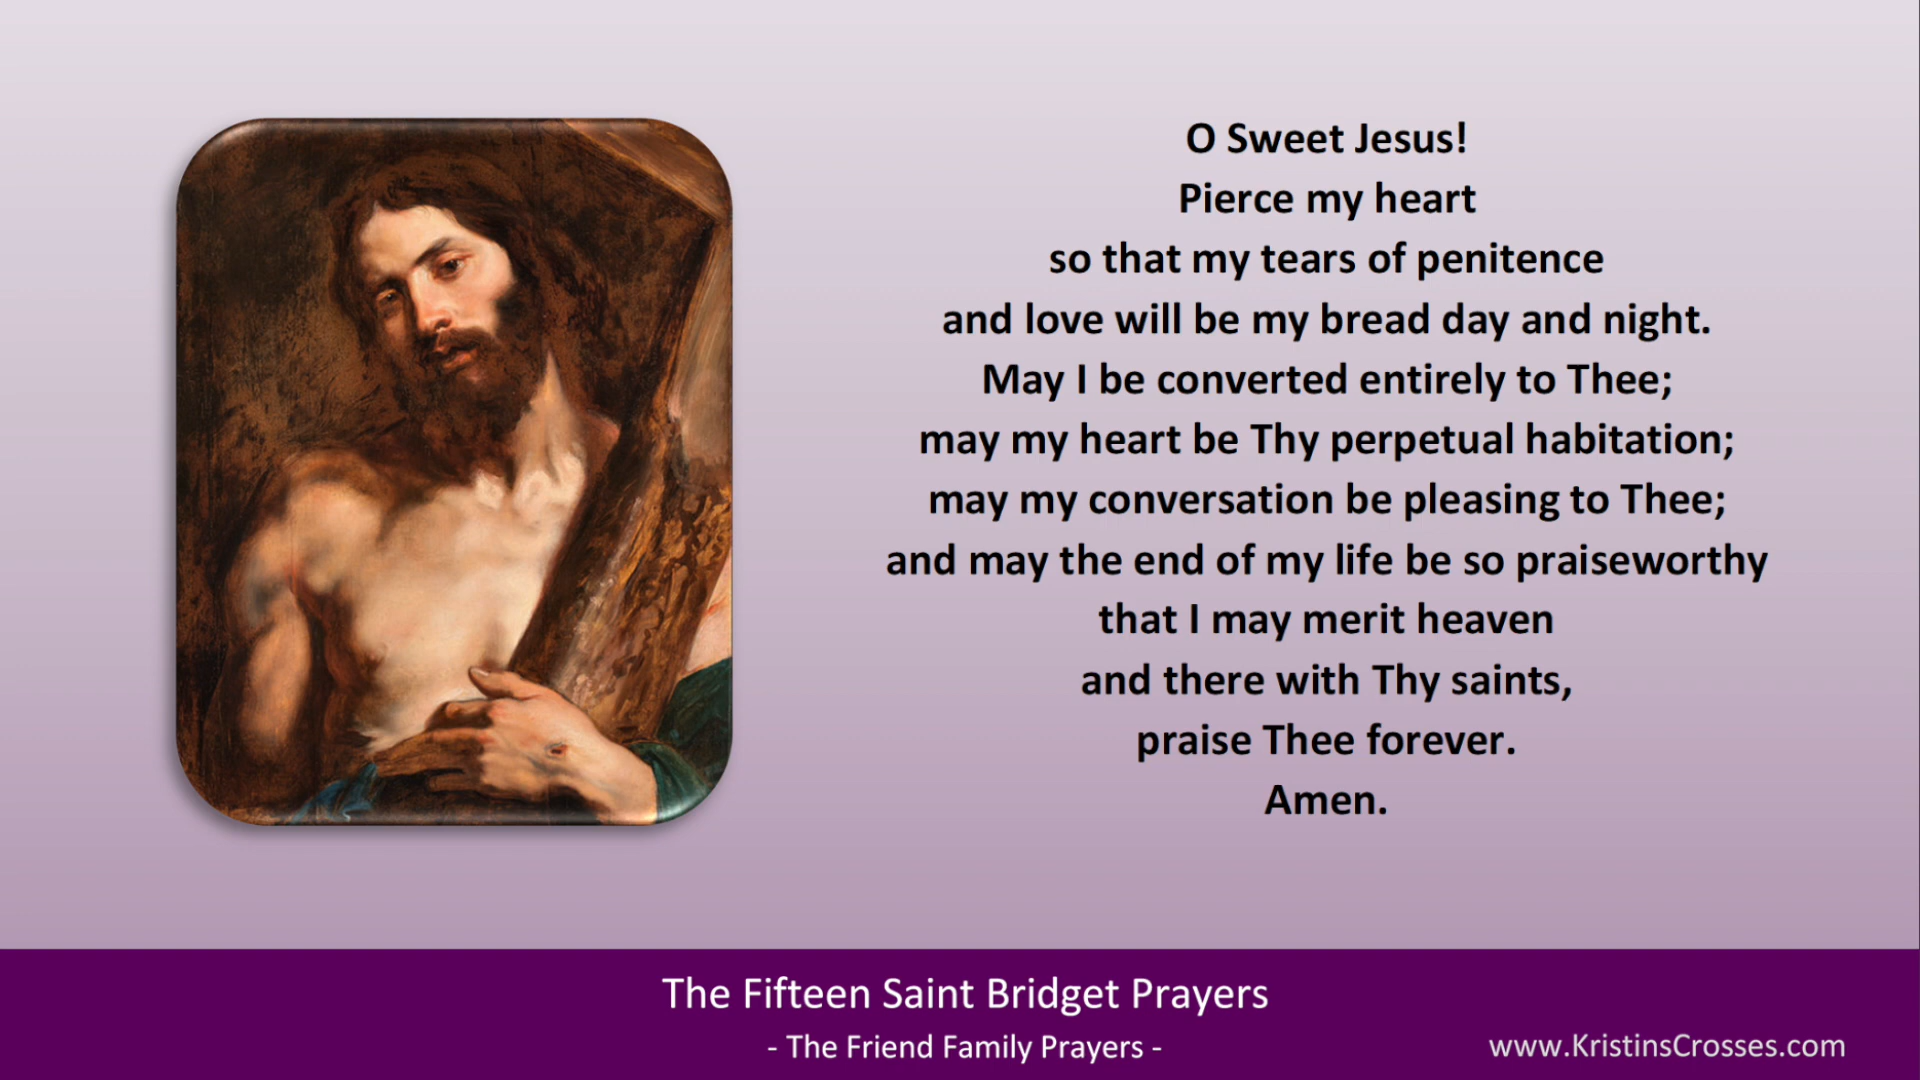 O Sweet Jesus!
Pierce my heart
so that my tears of penitence
and love will be my bread day and night.
May I be converted entirely to Thee;
may my heart be Thy perpetual habitation;
may my conversation be pleasing to Thee;
and may the end of my life be so praiseworthy
that I may merit heaven
and there with Thy saints,
praise Thee forever.
Amen.
The Fifteen Saint Bridget Prayers
- The Friend Family Prayers -
www.KristinsCrosses.com